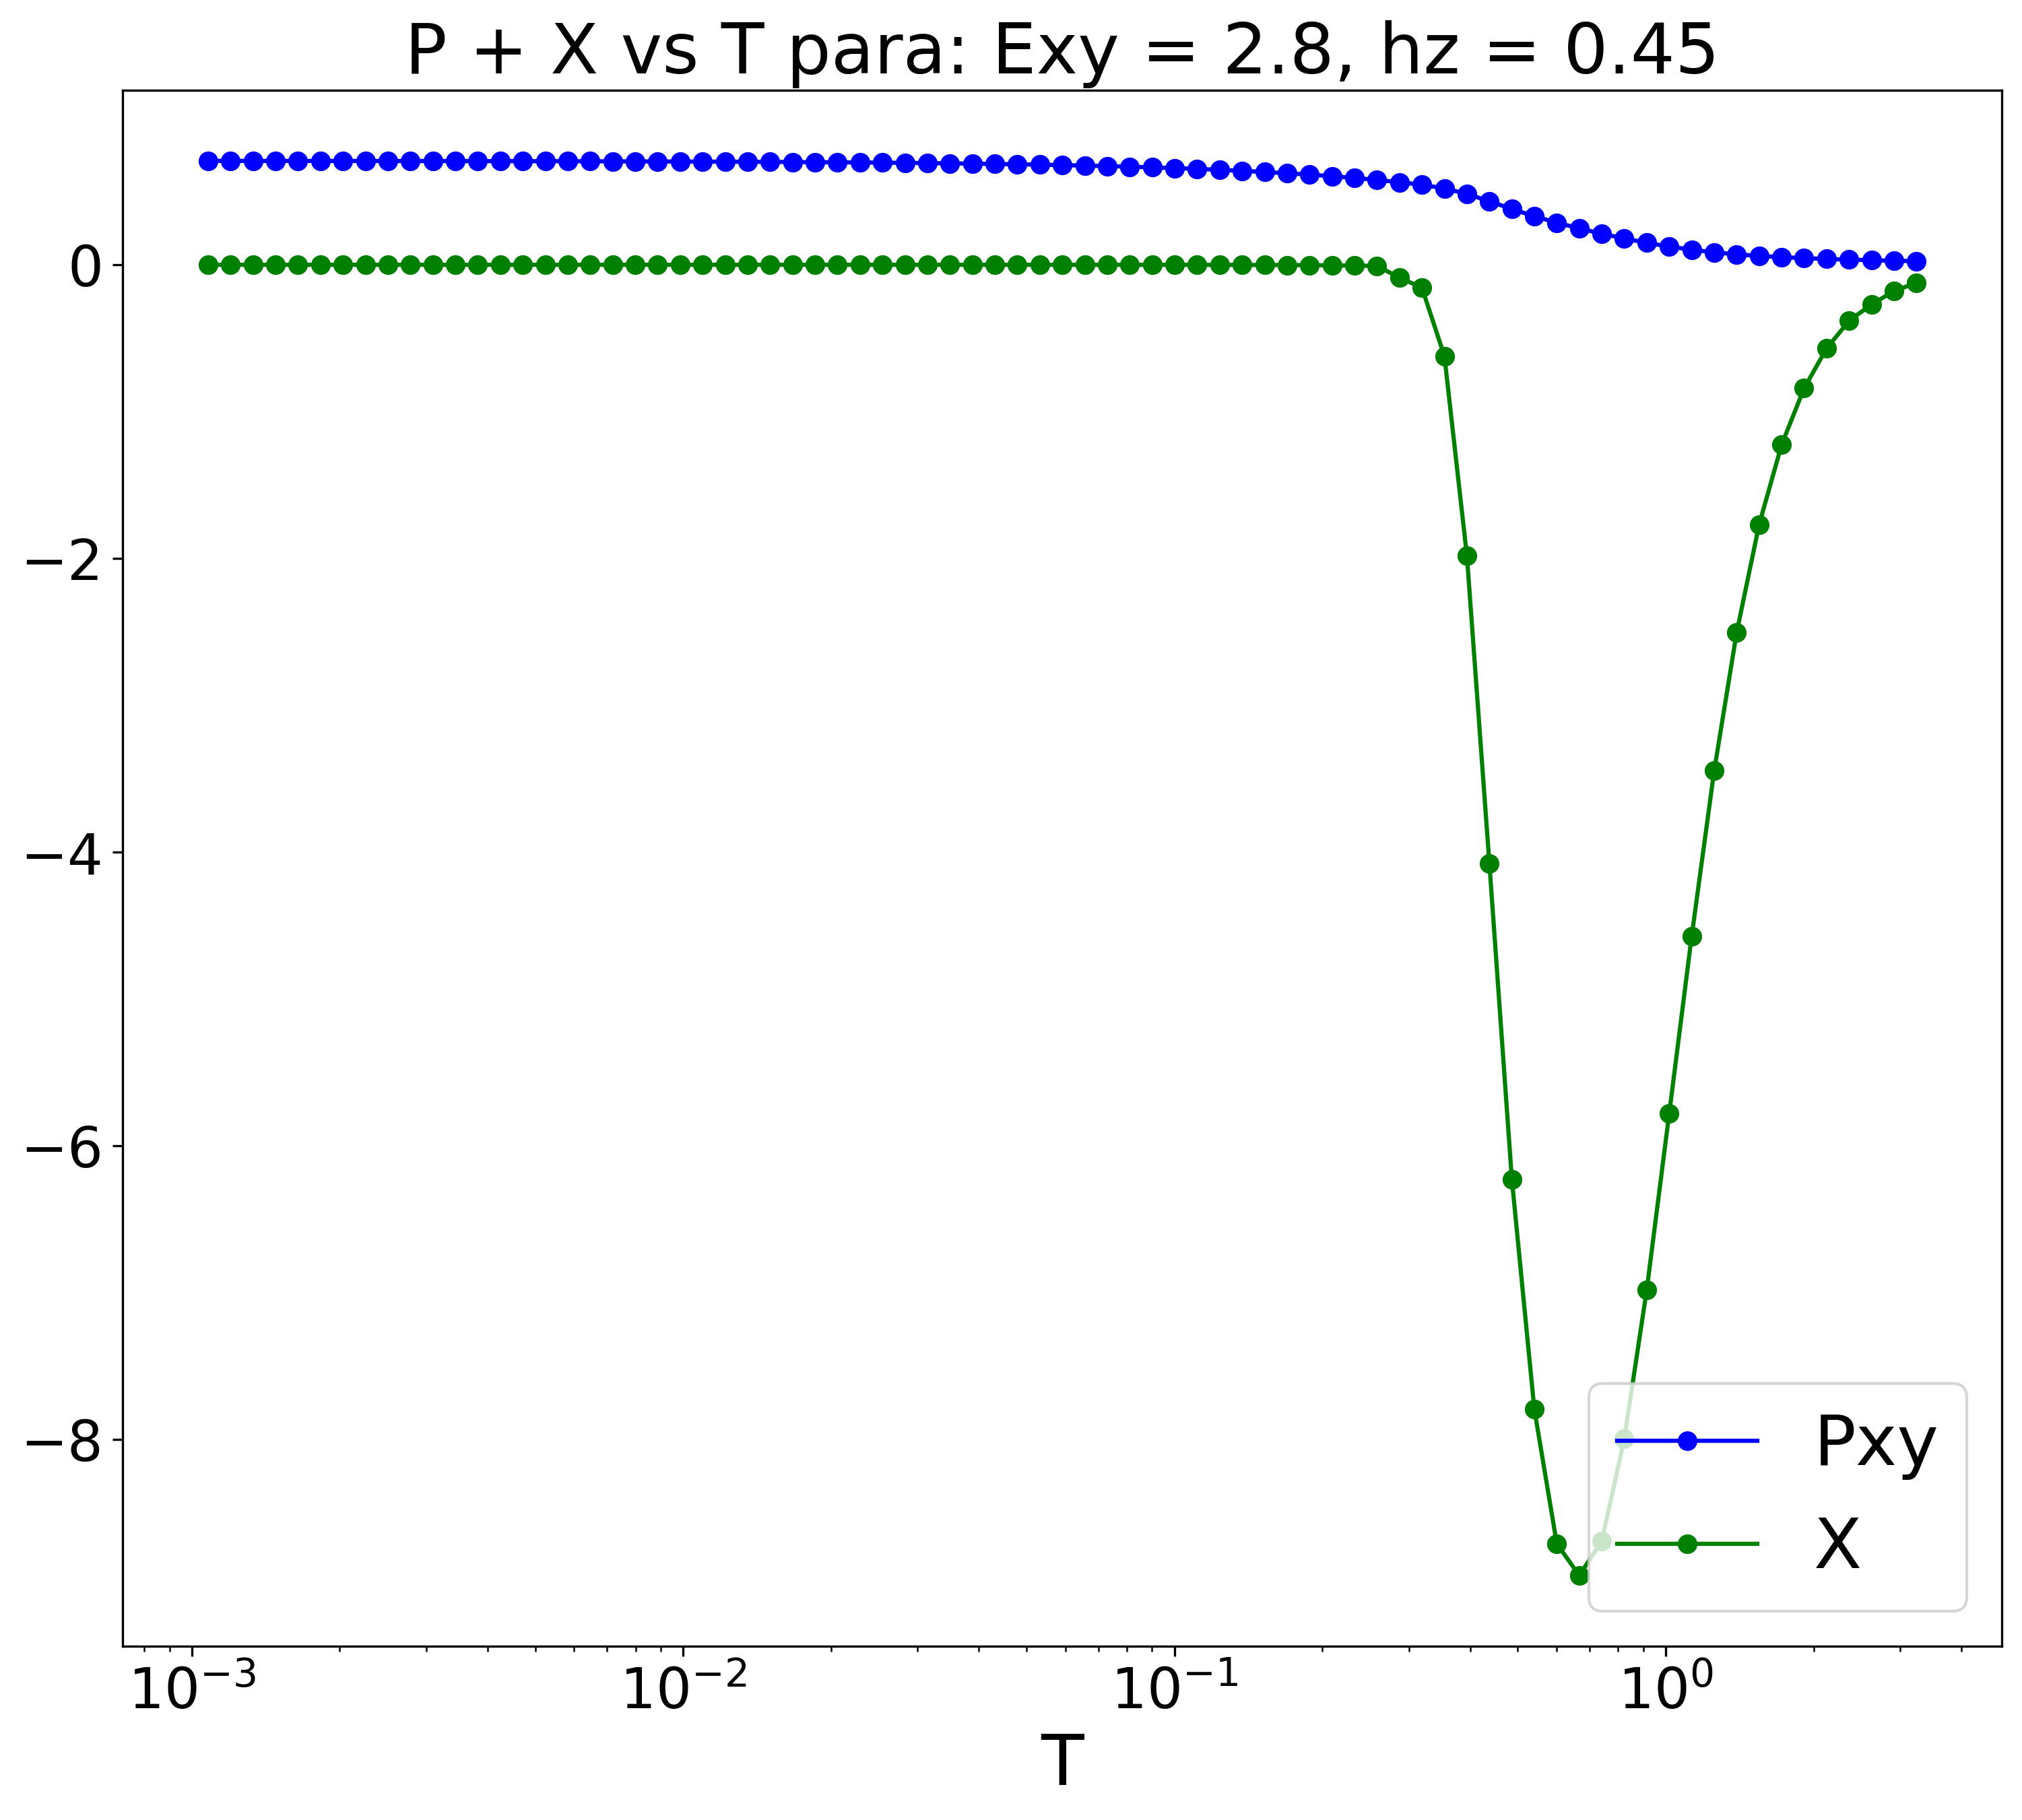 P + X vs T para: Exy = 2.8, hz = 0.45
0
−2
−4
−6
−8
Pxy
X
10⁻³ 10⁻² 10⁻¹ 10⁰
T